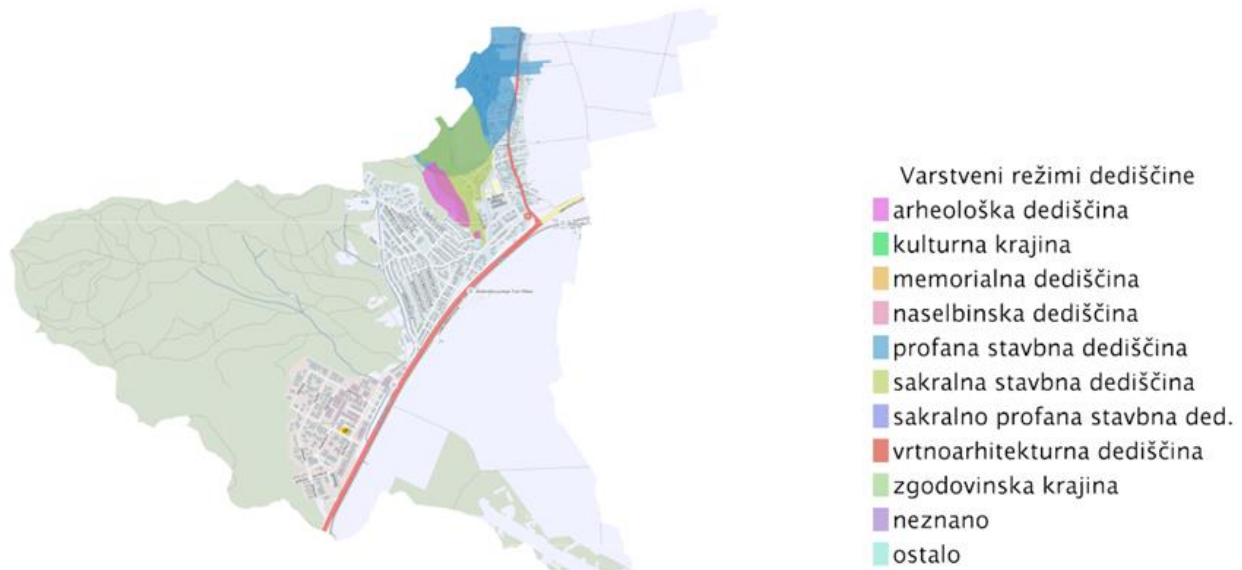 Varstveni režimi dediščine
arheološka dediščina
kulturna krajina
memorialna dediščina
naselbinska dediščina
profana stavbna dediščina
sakralna stavbna dediščina
sakralno profana stavbna ded.
vrtnoarhitekturna dediščina
zgodovinska krajina
neznano
ostalo